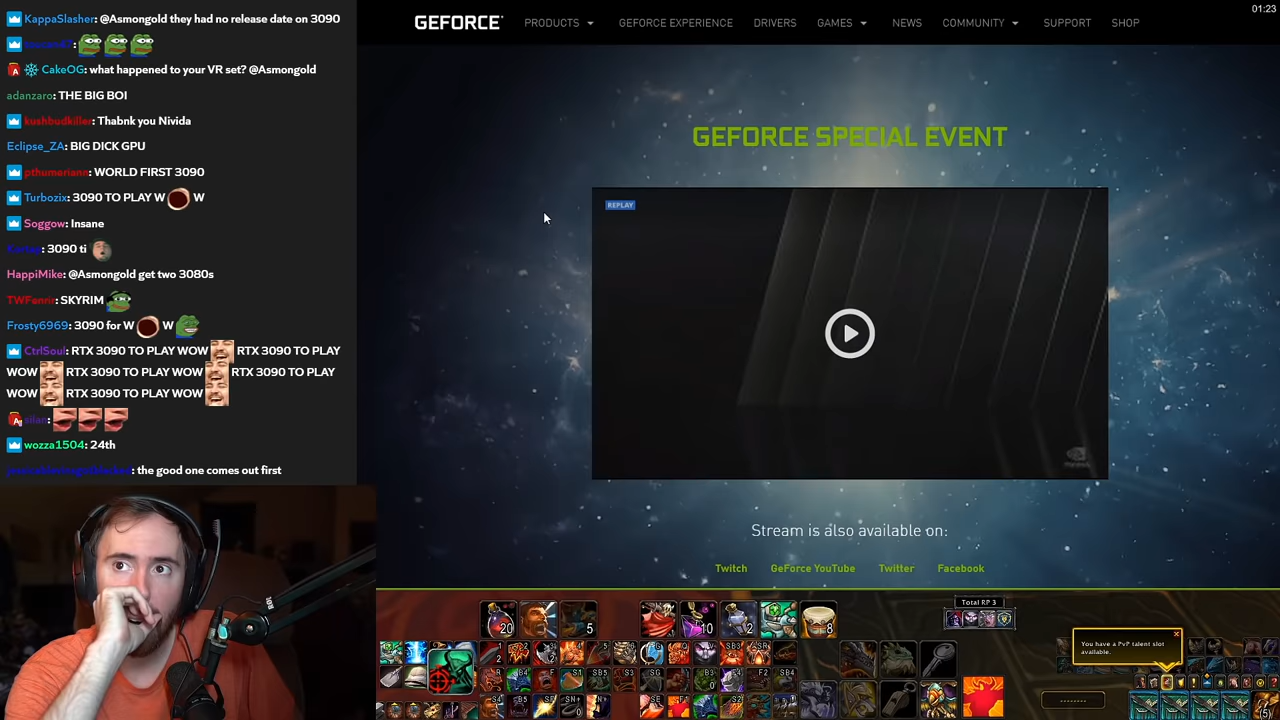 KappaSlasher: @Asmongold they had no release date on 3090
CakeOG: what happened to your VR set? @Asmongold
adanzaro: THE BIG BOI
kushbudkiller: Thabnk you Nivida
Eclipse_ZA: BIG DICK GPU
pthumeriann: WORLD FIRST 3090
Turbozix: 3090 TO PLAY W W
Soggow: Insane
: 3090 ti
HappiMike: @Asmongold get two 3080s
TWFenrir: SKYRIM
Frosty6969: 3090 for W W
CtrlSoul: RTX 3090 TO PLAY WOW RTX 3090 TO PLAY
WOW RTX 3090 TO PLAY WOW RTX 3090 TO PLAY
WOW RTX 3090 TO PLAY WOW
wozza1504: 24th
: the good one comes out first
01:23
GEFORCE PRODUCTS GEFORCE EXPERIENCE DRIVERS GAMES NEWS COMMUNITY SUPPORT SHOP
GEFORCE SPECIAL EVENT
REPLAY
Stream is also available on:
Twitch GeForce YouTube Twitter Facebook
Total RP 3
You have a PvP talent slot
available.
20 5 10 2 8